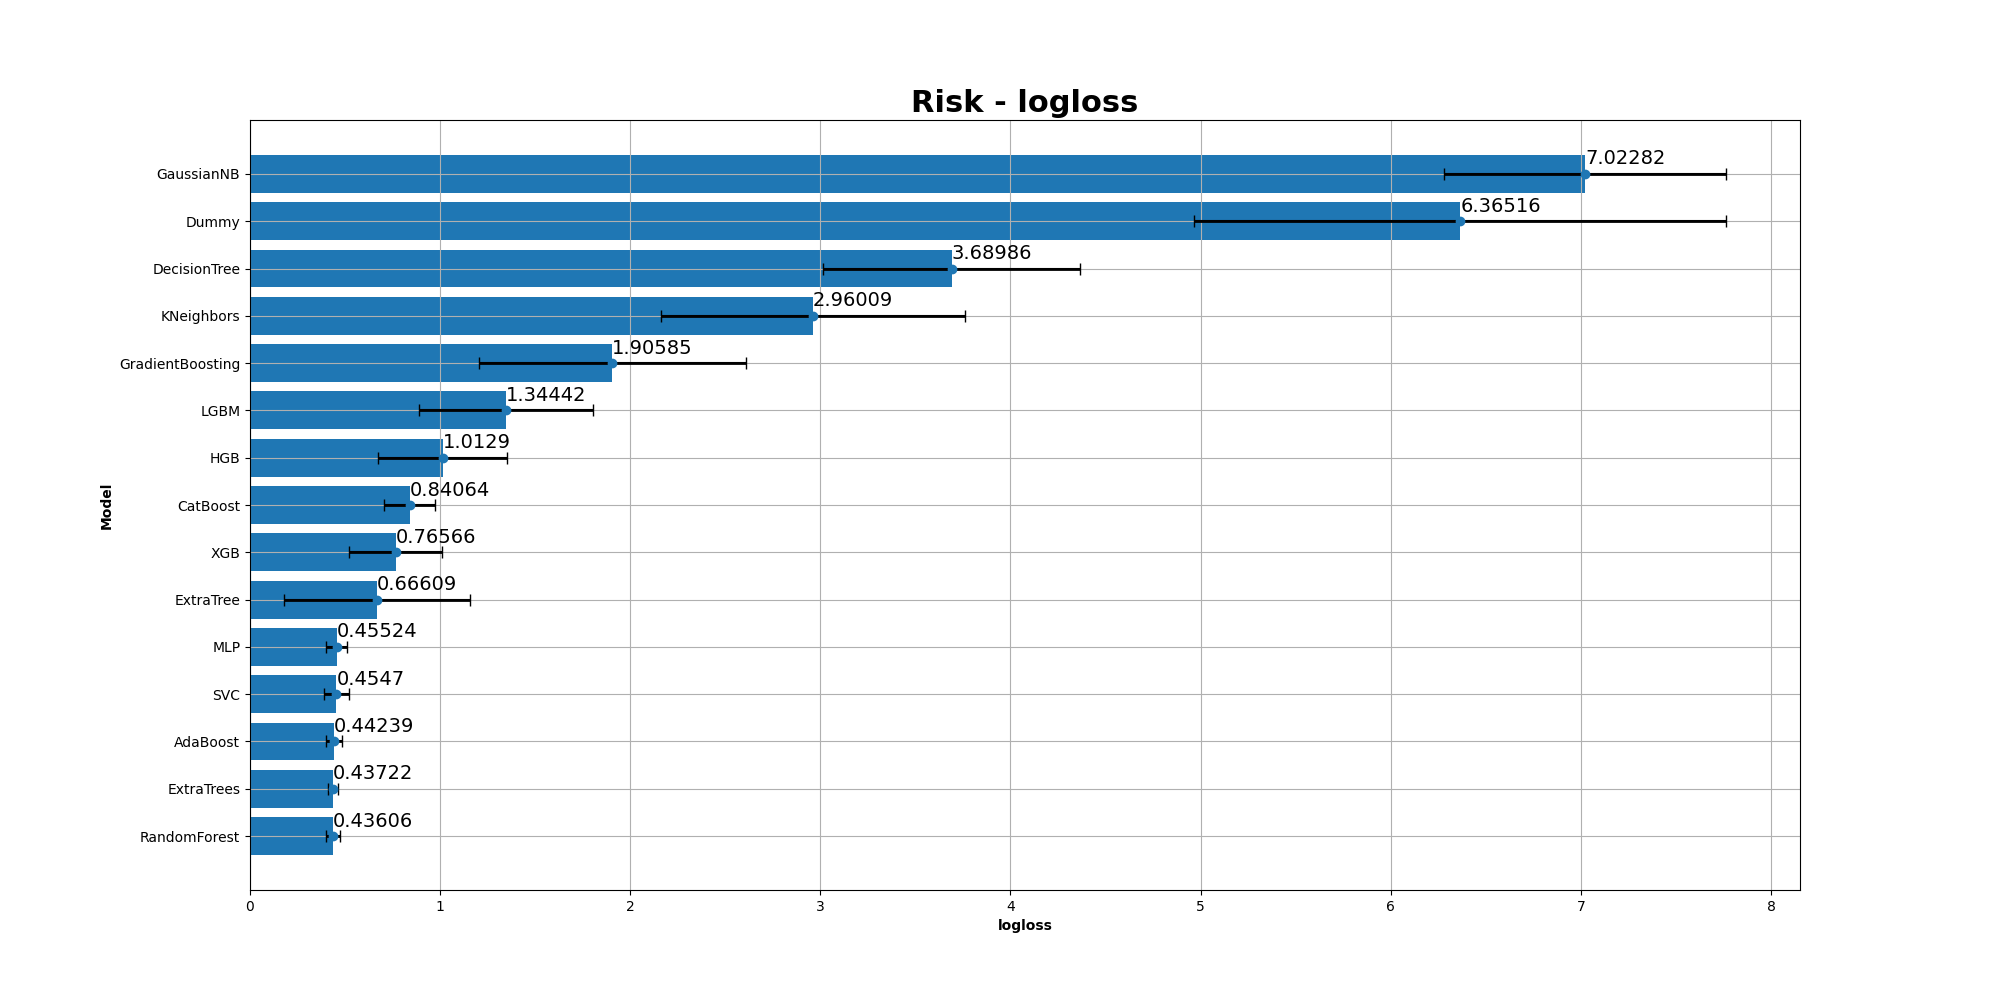 Risk - logloss
GaussianNB
7.02282
Dummy
6.36516
DecisionTree
3.68986
KNeighbors
2.96009
GradientBoosting
1.90585
LGBM
1.34442
HGB
1.0129
CatBoost
0.84064
XGB
0.76566
ExtraTree
0.66609
MLP
0.45524
SVC
0.4547
AdaBoost
0.44239
ExtraTrees
0.43722
RandomForest
0.43606
Model
0 1 2 3 4 5 6 7 8
logloss